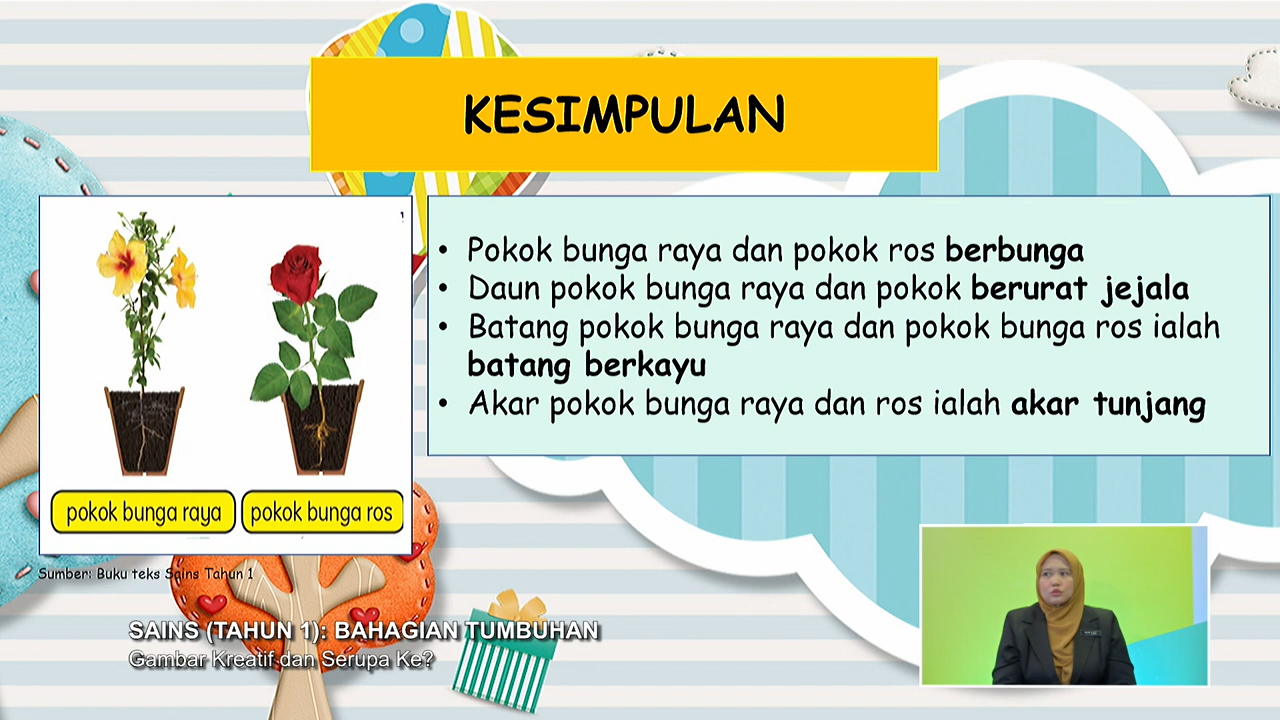 KESIMPULAN
• Pokok bunga raya dan pokok ros berbunga
• Daun pokok bunga raya dan pokok berurat jejala
• Batang pokok bunga raya dan pokok bunga ros ialah
batang berkayu
• Akar pokok bunga raya dan ros ialah akar tunjang
pokok bunga raya
pokok bunga ros
Sumber: Buku teks Sains Tahun 1
SAINS (TAHUN 1): BAHAGIAN TUMBUHAN
Gambar Kreatif dan Serupa Ke?